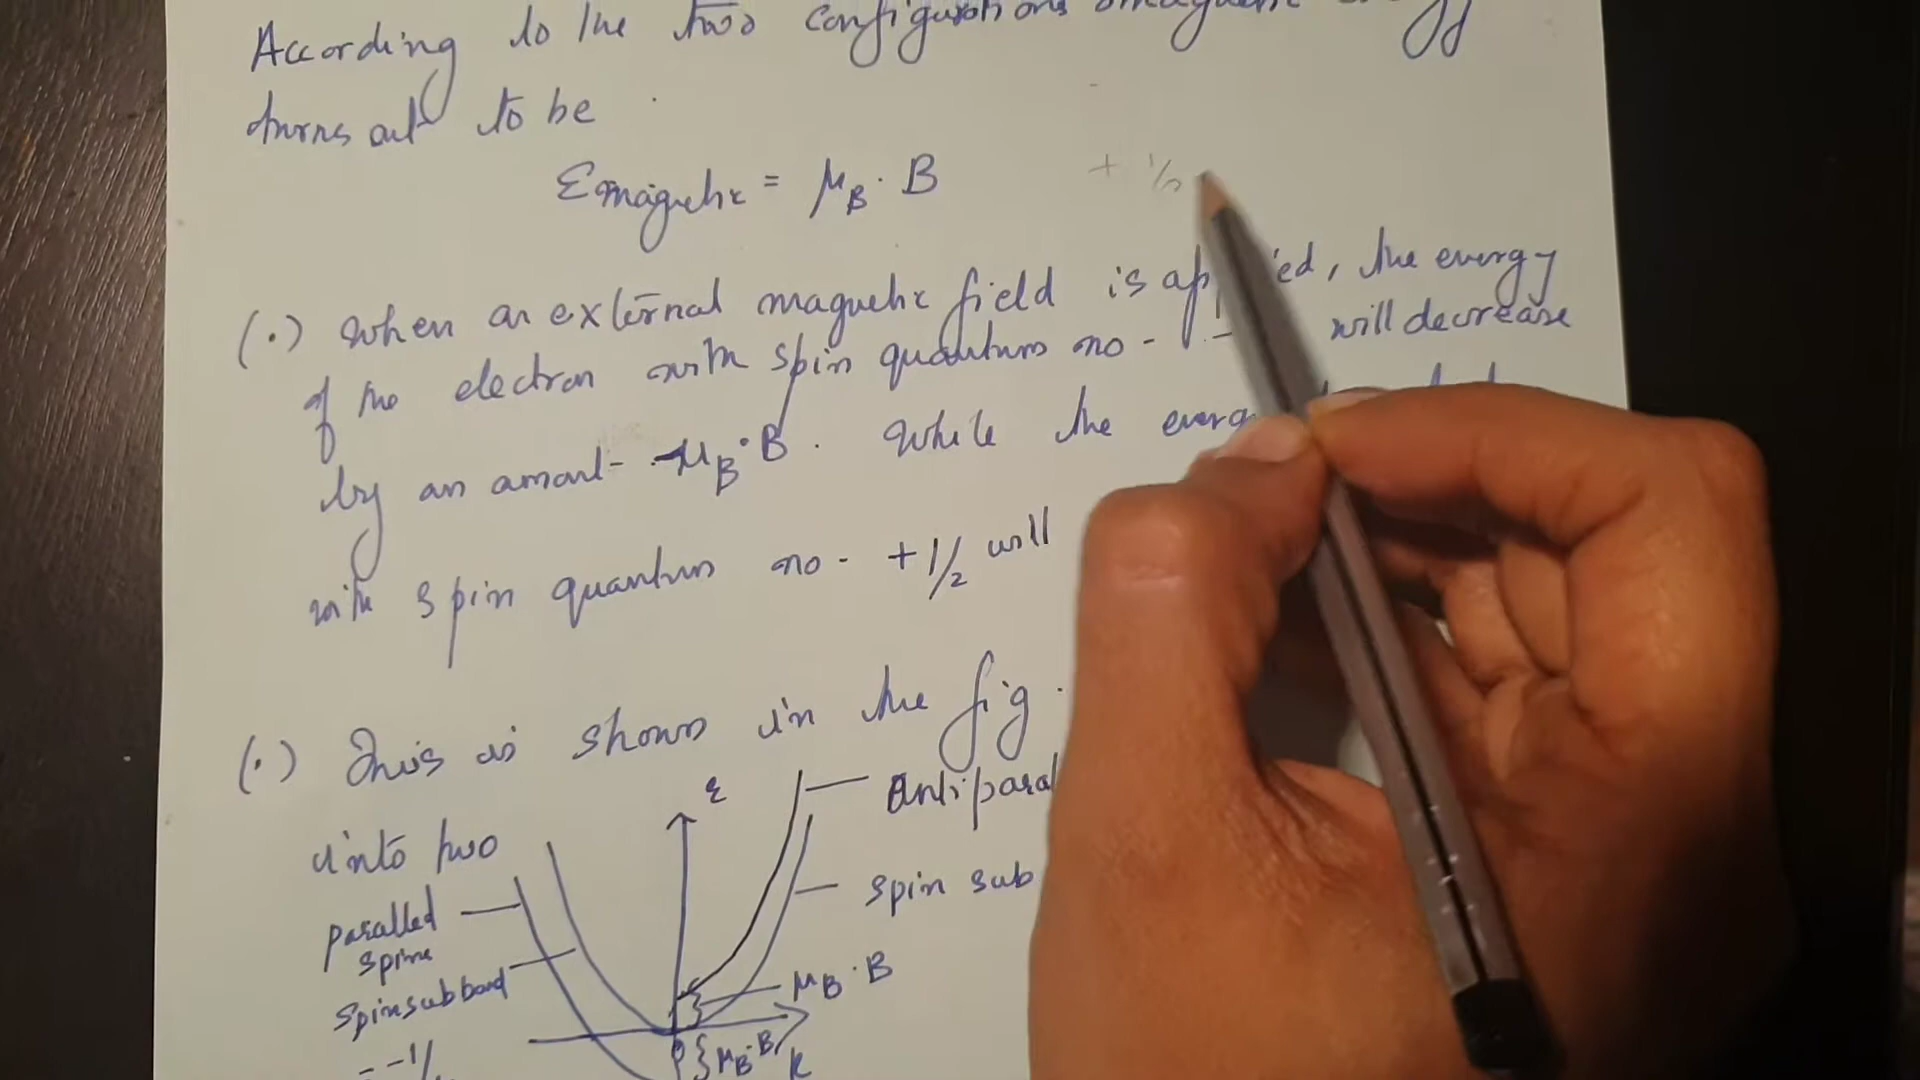 According to the two configurations magnetic
turns out to be
Emagnetic = μB · B
+ 1/2
(·) When an external magnetic field is applied, the energy
of the electron with spin quantum no - will decrease
by an amount - -μB·B. While the energy
with spin quantum no - +1/2 will
(·) This is shown in the fig.
ε
Antiparal
into two
paralled
spins
spin sub
spinsubband
μB · B
= -1/
{μB·B
k